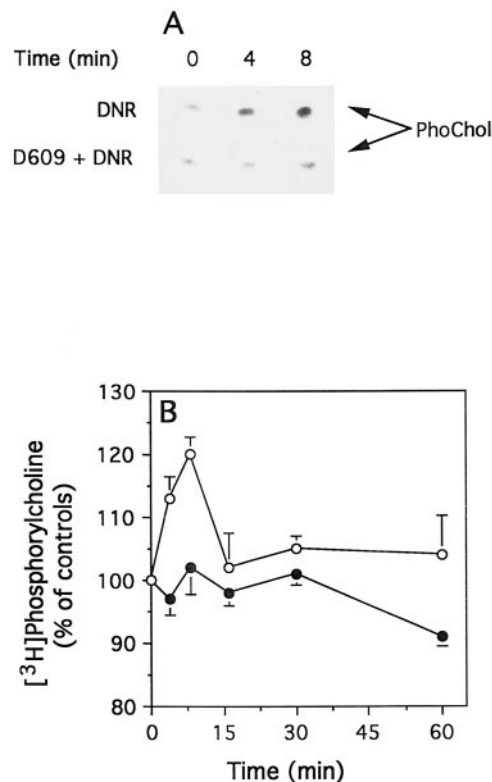 A
Time (min) 0 4 8
DNR
PhoChol
D609 + DNR
B
[³H]Phosphorylcholine
(% of controls)
130
120
110
100
90
80
0 15 30 45 60
Time (min)